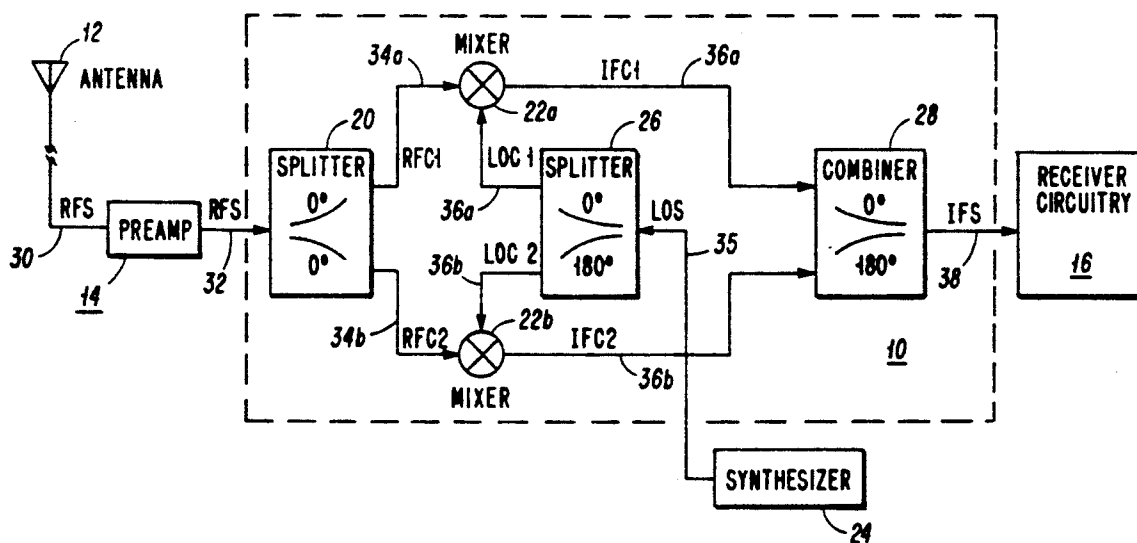 12
ANTENNA
RFS
30
PREAMP
14
RFS
32
20
SPLITTER
0°
0°
34a
RFC1
34b
RFC2
MIXER
22a
LOC 1
36a
LOC 2
36b
22b
MIXER
IFC1
36a
26
SPLITTER
0°
180°
LOS
35
IFC2
36b
28
COMBINER
0°
180°
IFS
38
10
RECEIVER
CIRCUITRY
16
SYNTHESIZER
24